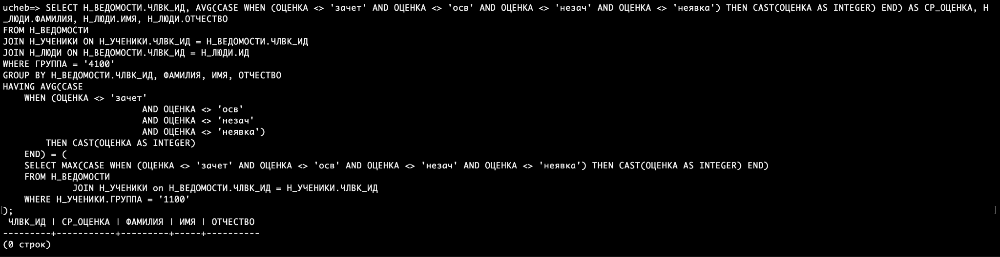 ucheb=> SELECT Н_ВЕДОМОСТИ.ЧЛВК_ИД, AVG(CASE WHEN (ОЦЕНКА <> 'зачет' AND ОЦЕНКА <> 'осв' AND ОЦЕНКА <> 'незач' AND ОЦЕНКА <> 'неявка') THEN CAST(ОЦЕНКА AS INTEGER) END) AS СР_ОЦЕНКА, Н
_ЛЮДИ.ФАМИЛИЯ, Н_ЛЮДИ.ИМЯ, Н_ЛЮДИ.ОТЧЕСТВО
FROM Н_ВЕДОМОСТИ
JOIN Н_УЧЕНИКИ ON Н_УЧЕНИКИ.ЧЛВК_ИД = Н_ВЕДОМОСТИ.ЧЛВК_ИД
JOIN Н_ЛЮДИ ON Н_ВЕДОМОСТИ.ЧЛВК_ИД = Н_ЛЮДИ.ИД
WHERE ГРУППА = '4100'
GROUP BY Н_ВЕДОМОСТИ.ЧЛВК_ИД, ФАМИЛИЯ, ИМЯ, ОТЧЕСТВО
HAVING AVG(CASE
    WHEN (ОЦЕНКА <> 'зачет'
                          AND ОЦЕНКА <> 'осв'
                          AND ОЦЕНКА <> 'незач'
                          AND ОЦЕНКА <> 'неявка')
        THEN CAST(ОЦЕНКА AS INTEGER)
    END) = (
    SELECT MAX(CASE WHEN (ОЦЕНКА <> 'зачет' AND ОЦЕНКА <> 'осв' AND ОЦЕНКА <> 'незач' AND ОЦЕНКА <> 'неявка') THEN CAST(ОЦЕНКА AS INTEGER) END)
    FROM Н_ВЕДОМОСТИ
             JOIN Н_УЧЕНИКИ on Н_ВЕДОМОСТИ.ЧЛВК_ИД = Н_УЧЕНИКИ.ЧЛВК_ИД
    WHERE Н_УЧЕНИКИ.ГРУППА = '1100'
);
 ЧЛВК_ИД | СР_ОЦЕНКА | ФАМИЛИЯ | ИМЯ | ОТЧЕСТВО
---------+-----------+---------+-----+----------
(0 строк)